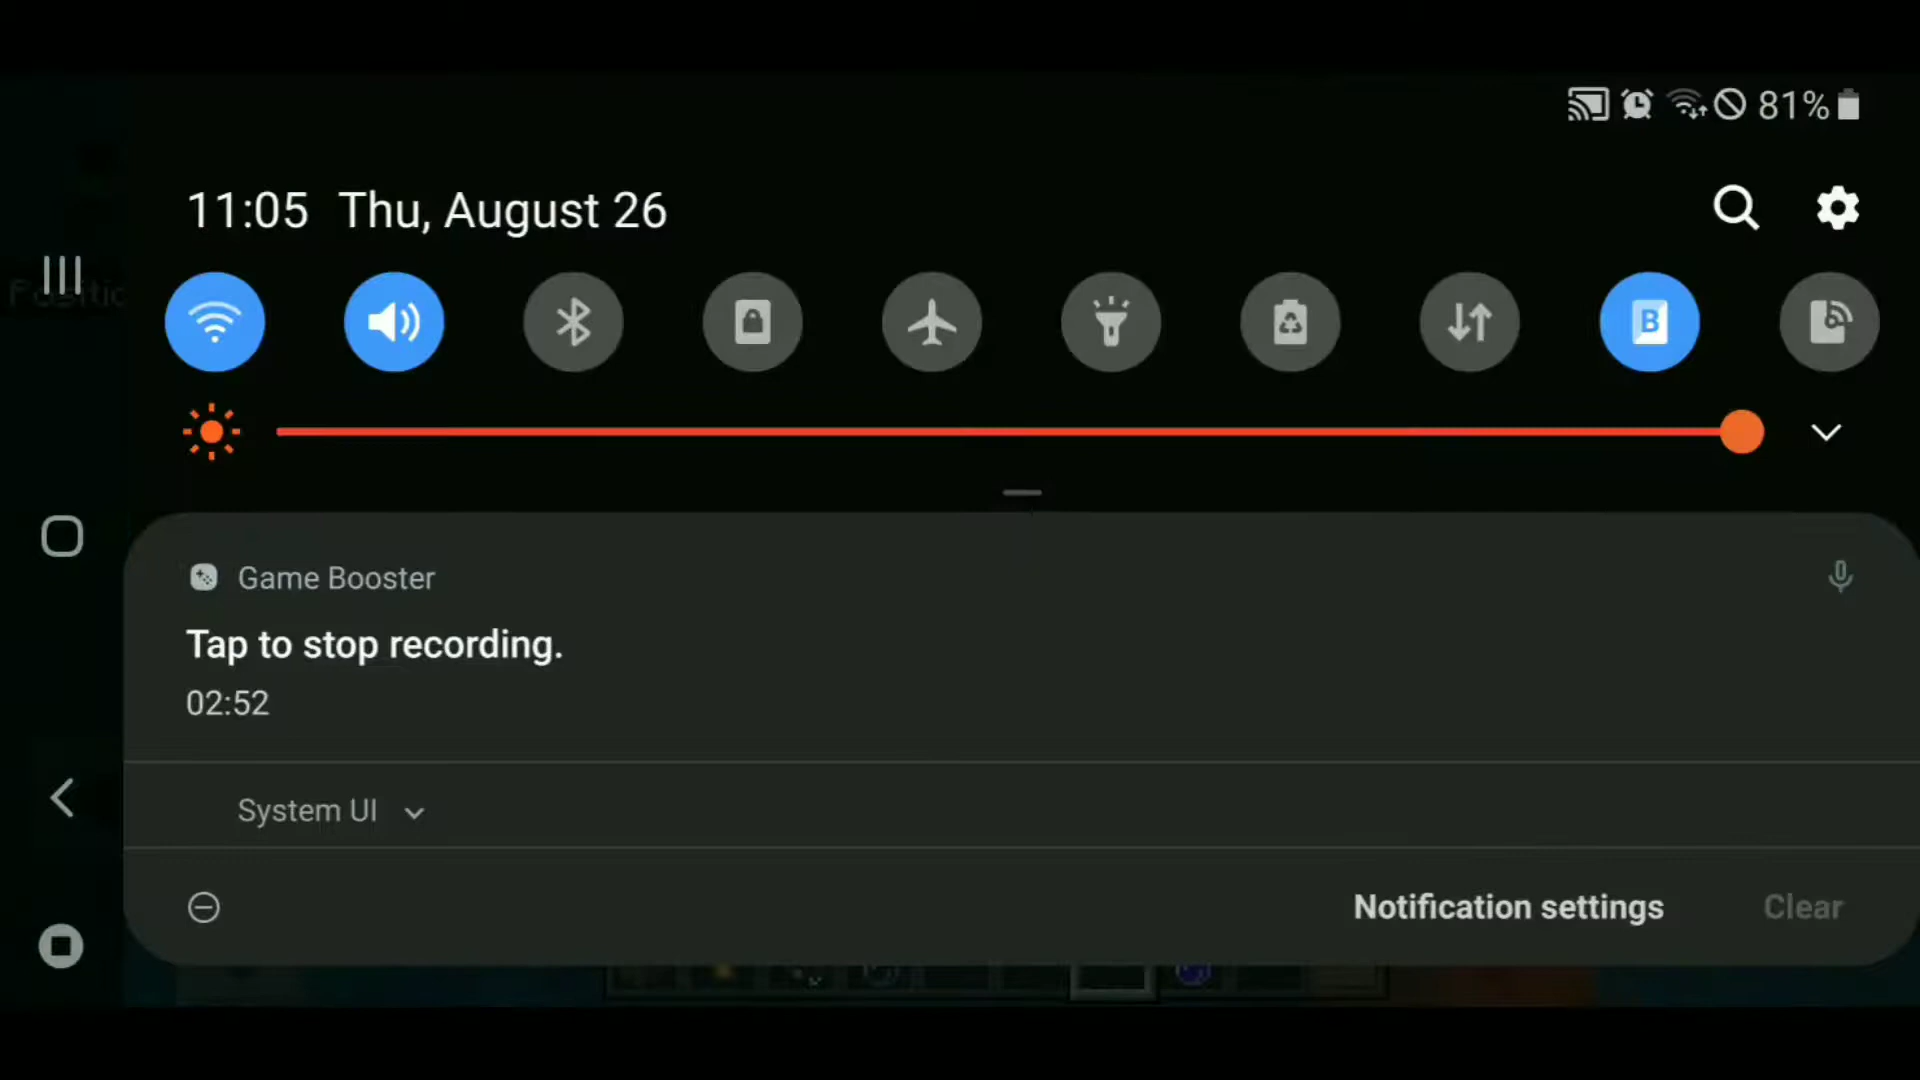 81%
11:05 Thu, August 26
B
Game Booster
Tap to stop recording.
02:52
System UI
Notification settings
Clear